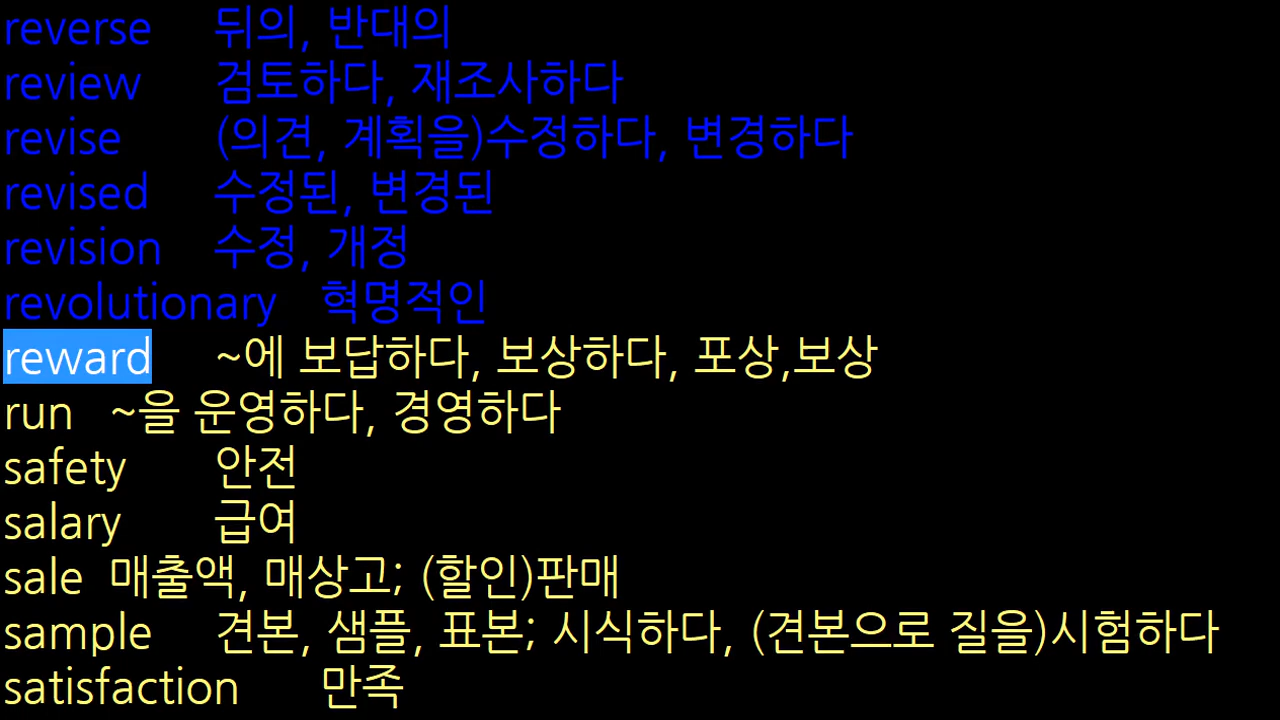 reverse 뒤의, 반대의
review 검토하다, 재조사하다
revise (의견, 계획을)수정하다, 변경하다
revised 수정된, 변경된
revision 수정, 개정
revolutionary 혁명적인
reward ~에 보답하다, 보상하다, 포상,보상
run ~을 운영하다, 경영하다
safety 안전
salary 급여
sale 매출액, 매상고; (할인)판매
sample 견본, 샘플, 표본; 시식하다, (견본으로 질을)시험하다
satisfaction 만족